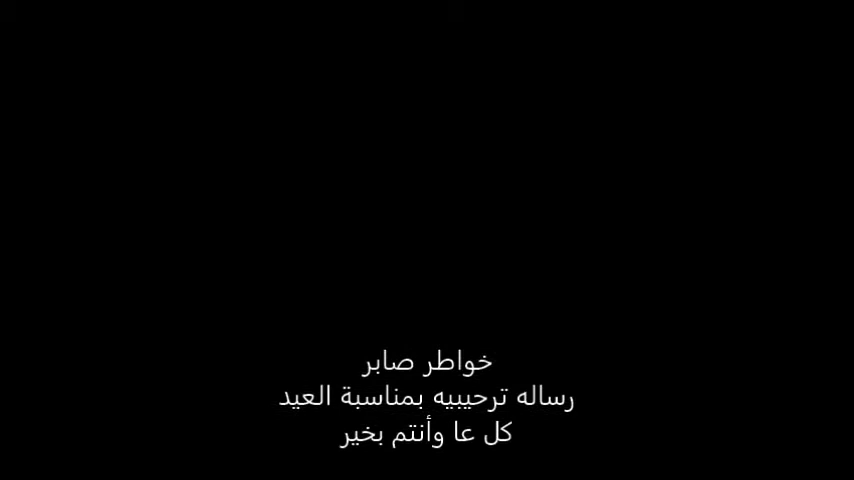 خواطر صابر
رساله ترحيبيه بمناسبة العيد
كل عا وأنتم بخير